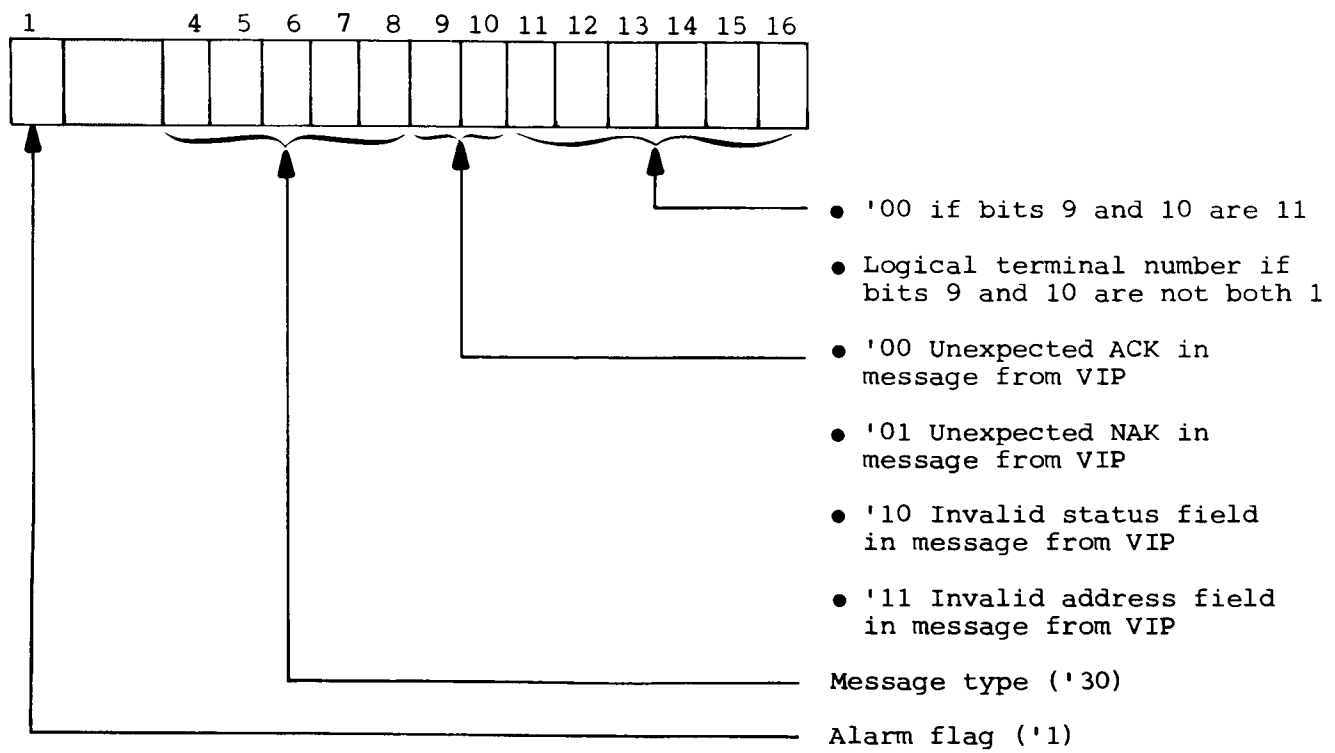 1 4 5 6 7 8 9 10 11 12 13 14 15 16
• '00 if bits 9 and 10 are 11
• Logical terminal number if
bits 9 and 10 are not both 1
• '00 Unexpected ACK in
message from VIP
• '01 Unexpected NAK in
message from VIP
• '10 Invalid status field
in message from VIP
• '11 Invalid address field
in message from VIP
Message type ('30)
Alarm flag ('1)